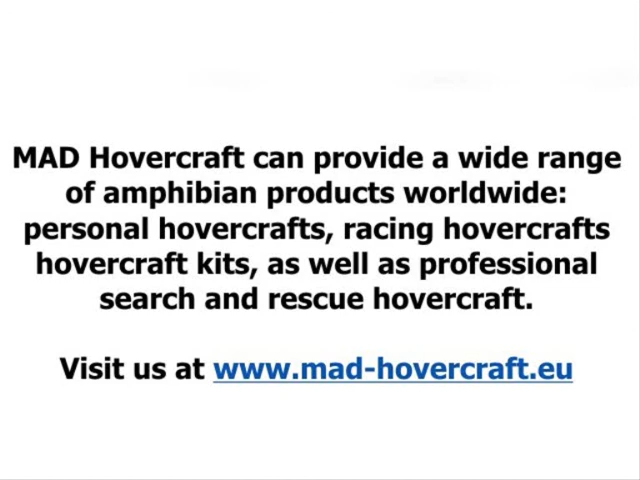 MAD Hovercraft can provide a wide range
of amphibian products worldwide:
personal hovercrafts, racing hovercrafts
hovercraft kits, as well as professional
search and rescue hovercraft.
Visit us at www.mad-hovercraft.eu